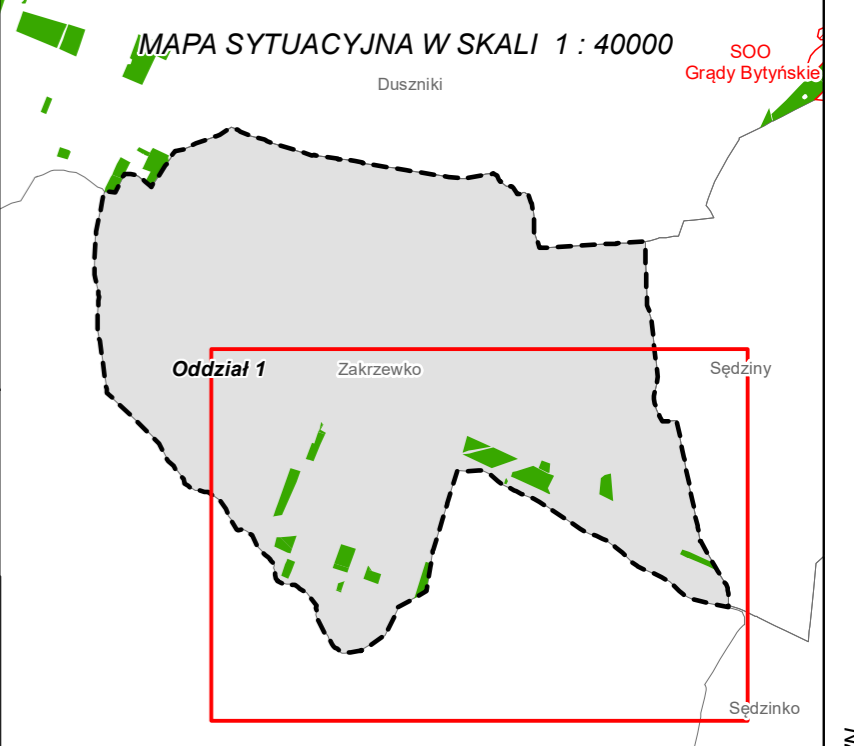 MAPA SYTUACYJNA W SKALI 1 : 40000
SOO
Grądy Bytyńskie
Duszniki
Oddział 1
Zakrzewko
Sędziny
Sędzinko